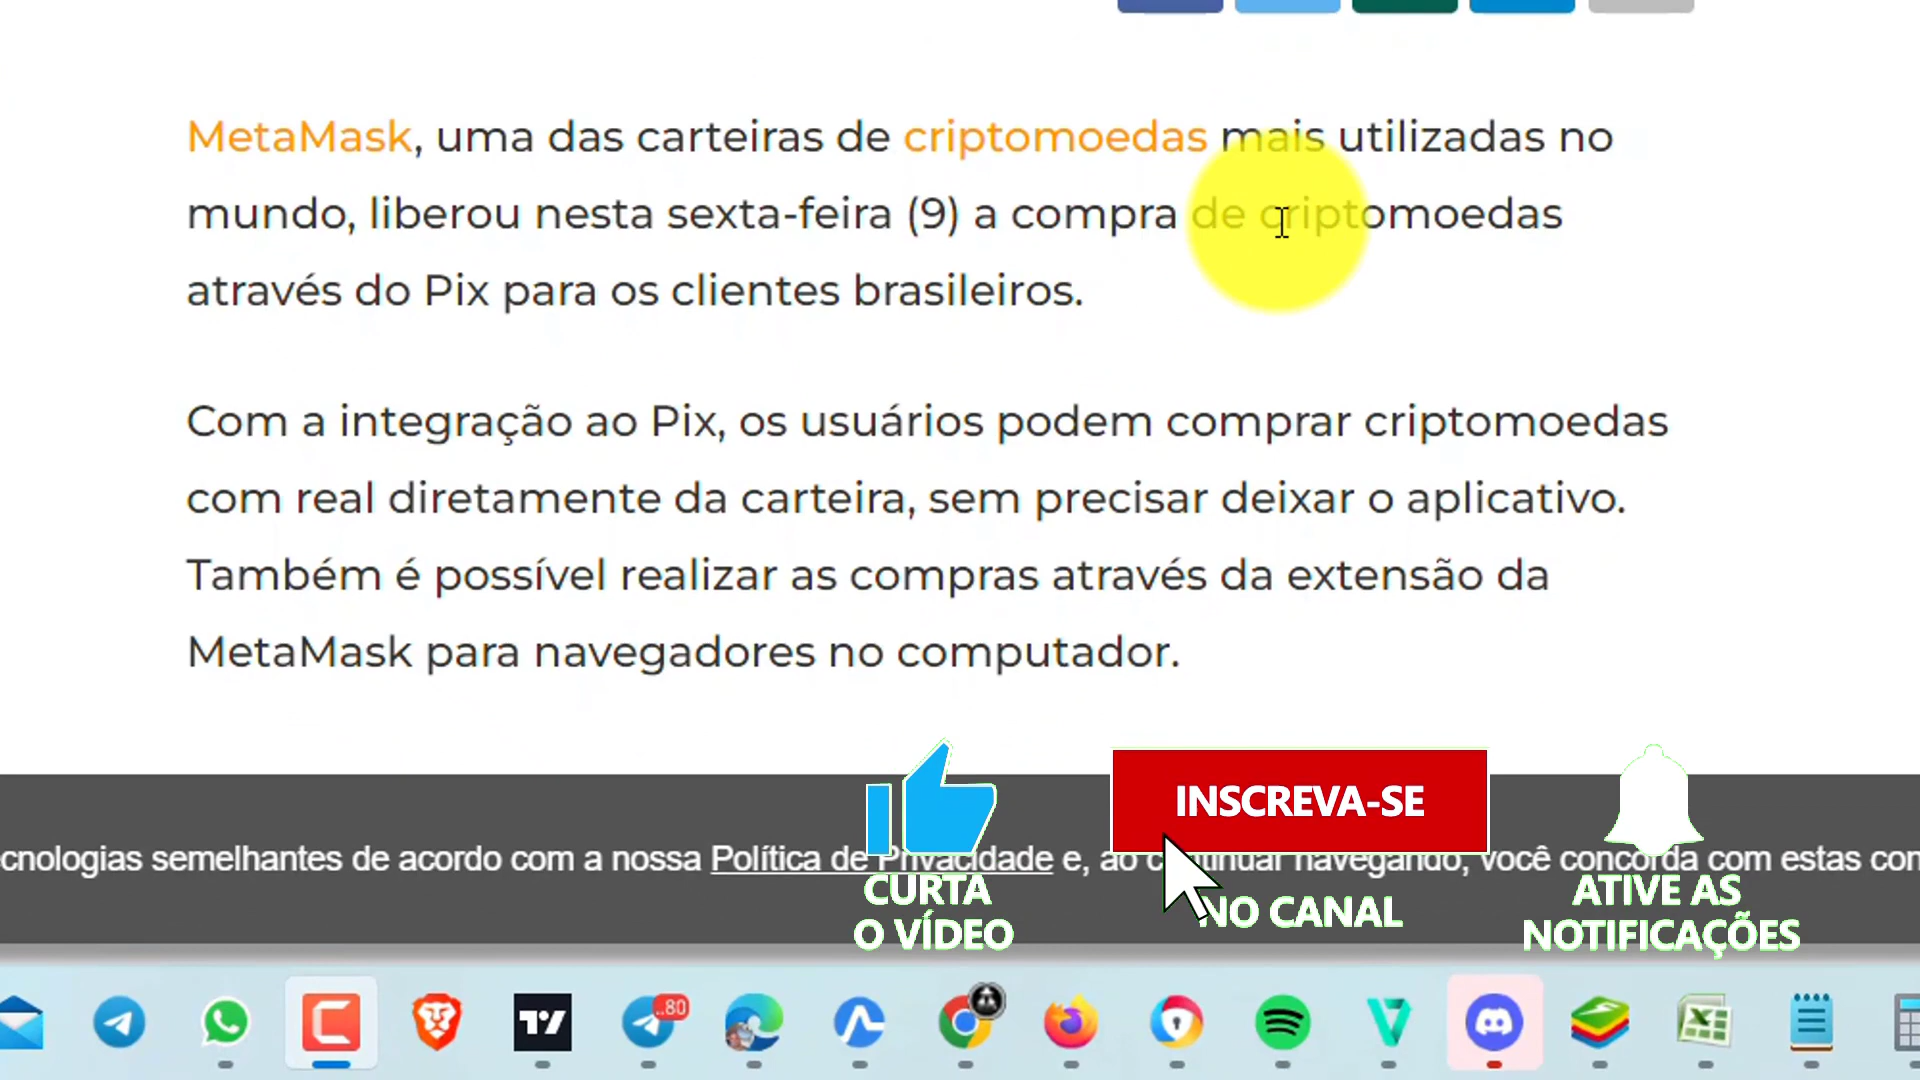 MetaMask, uma das carteiras de criptomoedas mais utilizadas no
mundo, liberou nesta sexta-feira (9) a compra de criptomoedas
através do Pix para os clientes brasileiros.
Com a integração ao Pix, os usuários podem comprar criptomoedas
com real diretamente da carteira, sem precisar deixar o aplicativo.
Também é possível realizar as compras através da extensão da
MetaMask para navegadores no computador.
INSCREVA-SE
semelhantes de acordo com a nossa Política de Privacidade e, ao continuar navegando, você concorda com estas
CURTA
O VÍDEO
NO CANAL
ATIVE AS
NOTIFICAÇÕES
..80